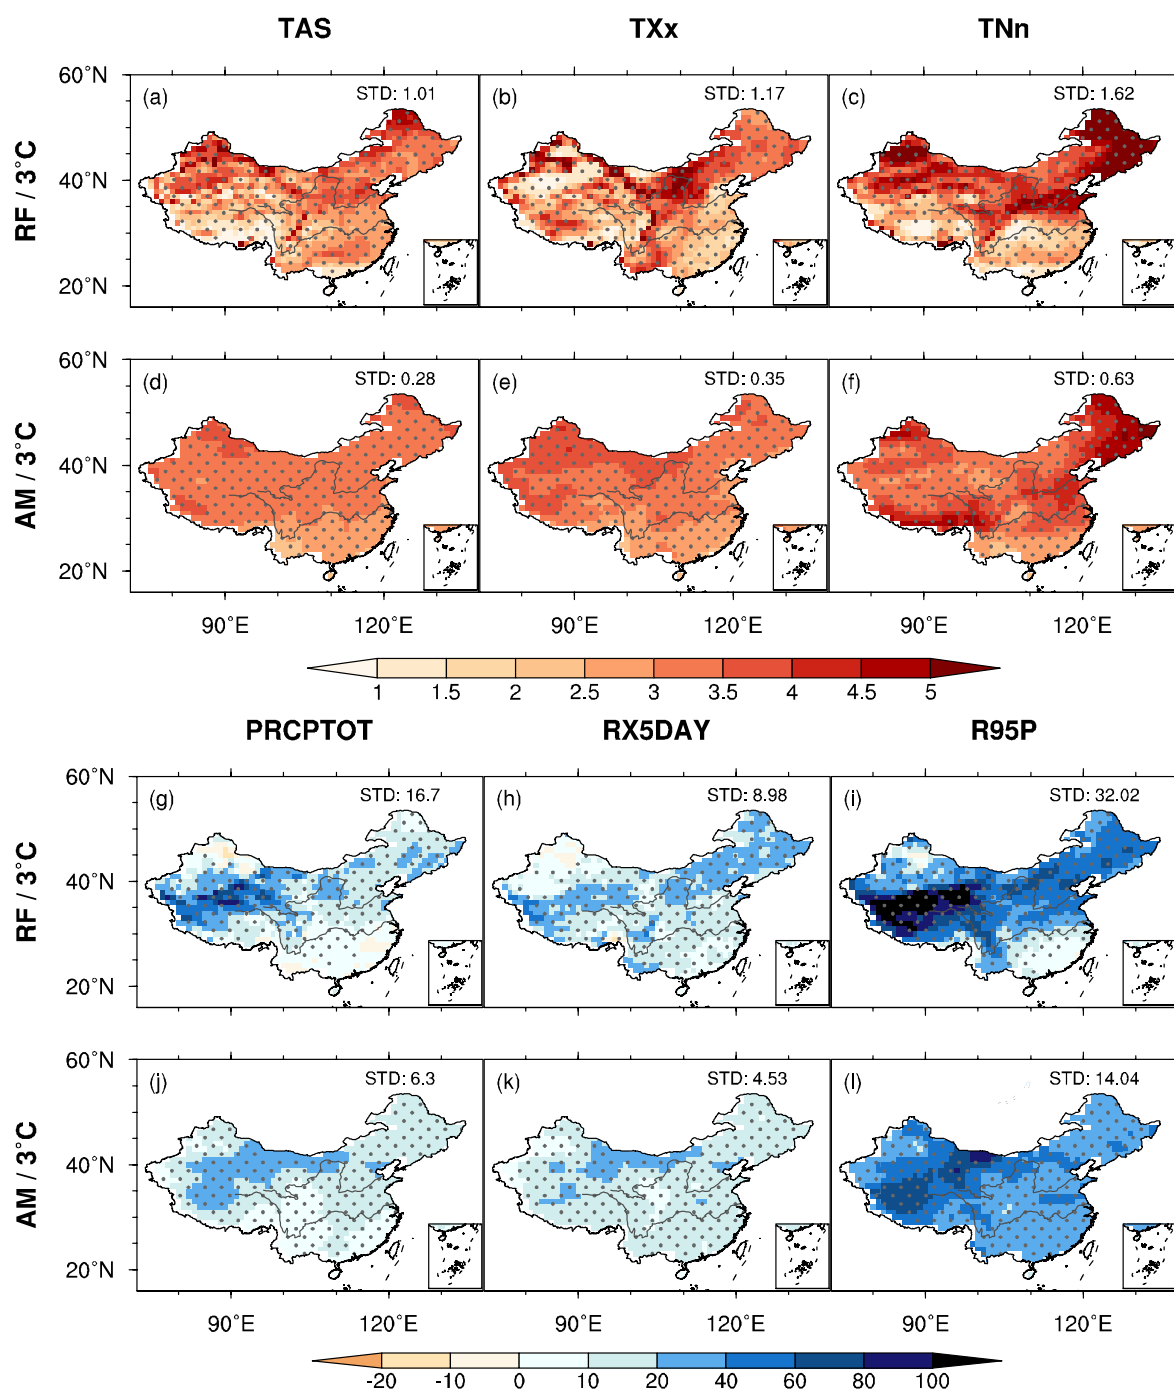 TAS TXx TNn
60°N (a) STD: 1.01 (b) STD: 1.17 (c) STD: 1.62
RF / 3°C
40°N
20°N
60°N (d) STD: 0.28 (e) STD: 0.35 (f) STD: 0.63
AM / 3°C
40°N
20°N
90°E 120°E 90°E 120°E 90°E 120°E
1 1.5 2 2.5 3 3.5 4 4.5 5
PRCPTOT RX5DAY R95P
60°N (g) STD: 16.7 (h) STD: 8.98 (i) STD: 32.02
RF / 3°C
40°N
20°N
60°N (j) STD: 6.3 (k) STD: 4.53 (l) STD: 14.04
AM / 3°C
40°N
20°N
90°E 120°E 90°E 120°E 90°E 120°E
-20 -10 0 10 20 40 60 80 100